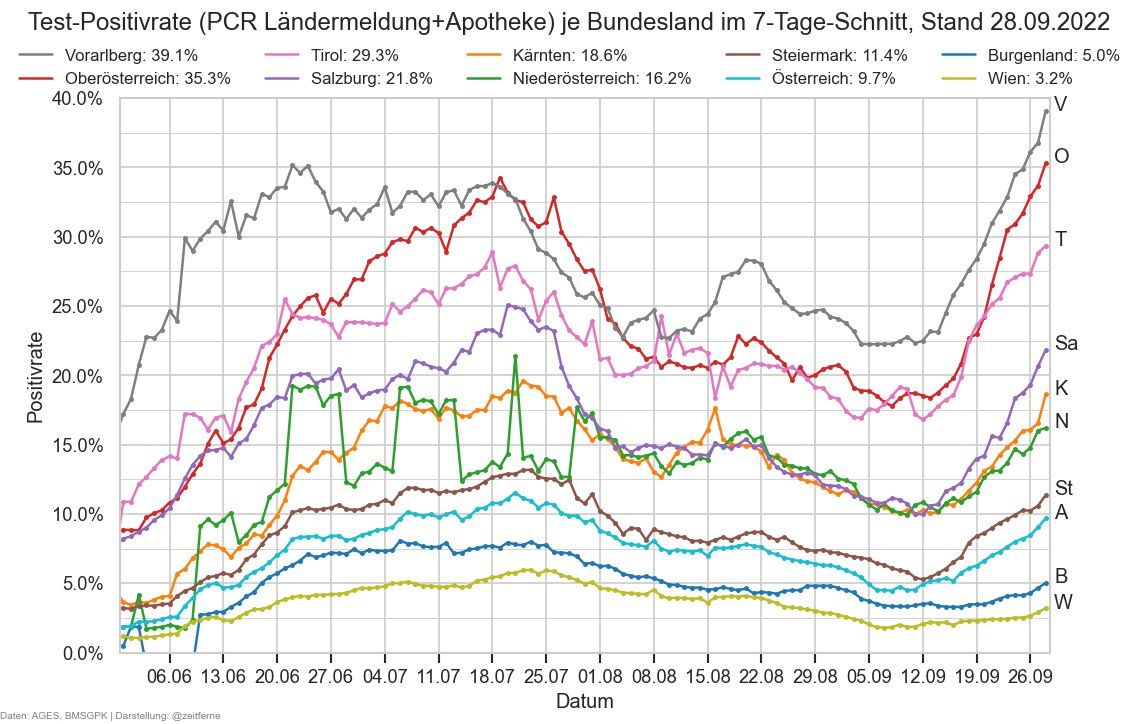 Test-Positivrate (PCR Ländermeldung+Apotheke) je Bundesland im 7-Tage-Schnitt, Stand 28.09.2022
Vorarlberg: 39.1% Tirol: 29.3% Kärnten: 18.6% Steiermark: 11.4% Burgenland: 5.0%
Oberösterreich: 35.3% Salzburg: 21.8% Niederösterreich: 16.2% Österreich: 9.7% Wien: 3.2%
40.0%
35.0%
30.0%
25.0%
20.0%
15.0%
10.0%
5.0%
0.0%
Positivrate
V
O
T
Sa
K
N
St
A
B
W
06.06 13.06 20.06 27.06 04.07 11.07 18.07 25.07 01.08 08.08 15.08 22.08 29.08 05.09 12.09 19.09 26.09
Datum
Daten: AGES, BMSGPK | Darstellung: @zeitferne